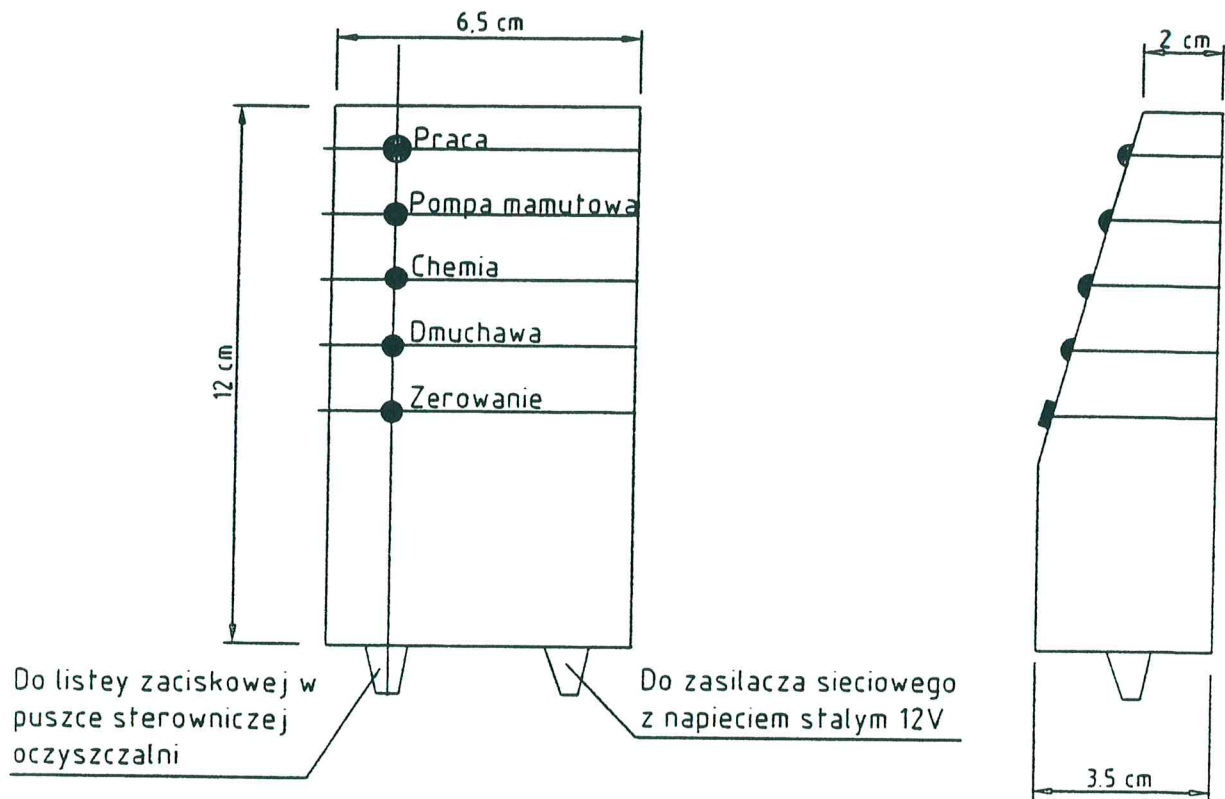 6,5 cm
2 cm
Praca
Pompa mamutowa
Chemia
Dmuchawa
Zerowanie
12 cm
Do listey zaciskowej w
puszce sterowniczej
oczyszczalni
Do zasilacza sieciowego
z napieciem stalym 12V
3.5 cm